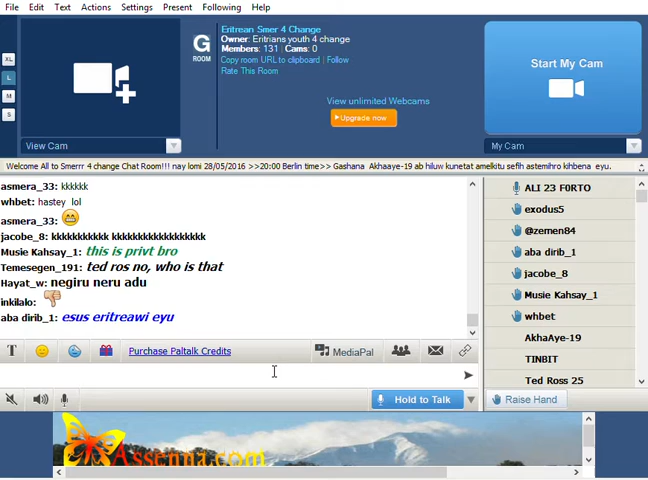 File Edit Text Actions Settings Present Following Help
XL
L
M
S
View Cam
G
ROOM
Eritrean Smer 4 Change
Owner: Eritrians youth 4 change
Members: 131 | Cams: 0
Copy room URL to clipboard | Follow
Rate This Room
View unlimited Webcams
Upgrade now
Start My Cam
My Cam
Welcome All to Smerrr 4 change Chat Room!!! nay lomi 28/05/2016 >>20:00 Berlin time>> Gashana Akhaaye-19 ab hiluw kunetat amelkitu sefih astemihro kihbena eyu.
asmera_33: kkkkkk
whbet: hastey lol
asmera_33:
jacobe_8: kkkkkkkkkkk kkkkkkkkkkkkkkkkkkk
Musie Kahsay_1: this is privt bro
Temesegen_191: ted ros no, who is that
Hayat_w: negiru neru adu
inkilalo:
aba dirib_1: esus eritreawi eyu
ALI 23 F0RTO
exodus5
@zemen84
aba dirib_1
jacobe_8
Musie Kahsay_1
whbet
AkhaAye-19
TINBIT
Ted Ross 25
T
Purchase Paltalk Credits
MediaPal
Hold to Talk
Raise Hand
Assenna.com